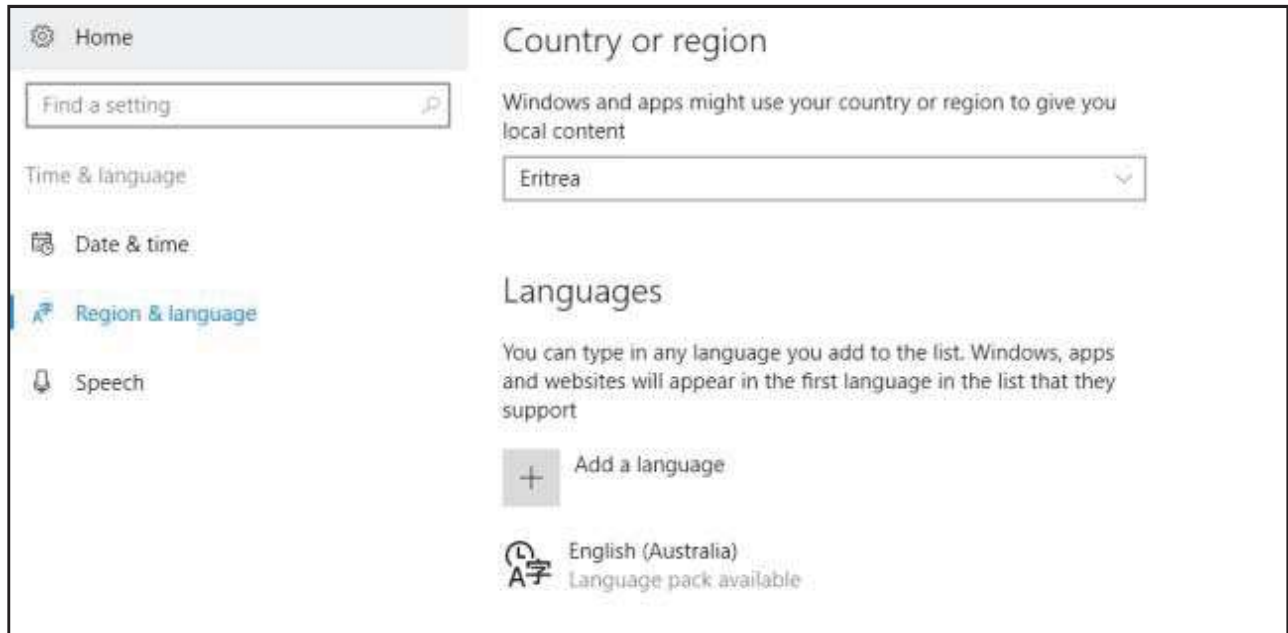 Home
Find a setting
Time & language
Date & time
Region & language
Speech
Country or region
Windows and apps might use your country or region to give you
local content
Eritrea
Languages
You can type in any language you add to the list. Windows, apps
and websites will appear in the first language in the list that they
support
Add a language
English (Australia)
Language pack available